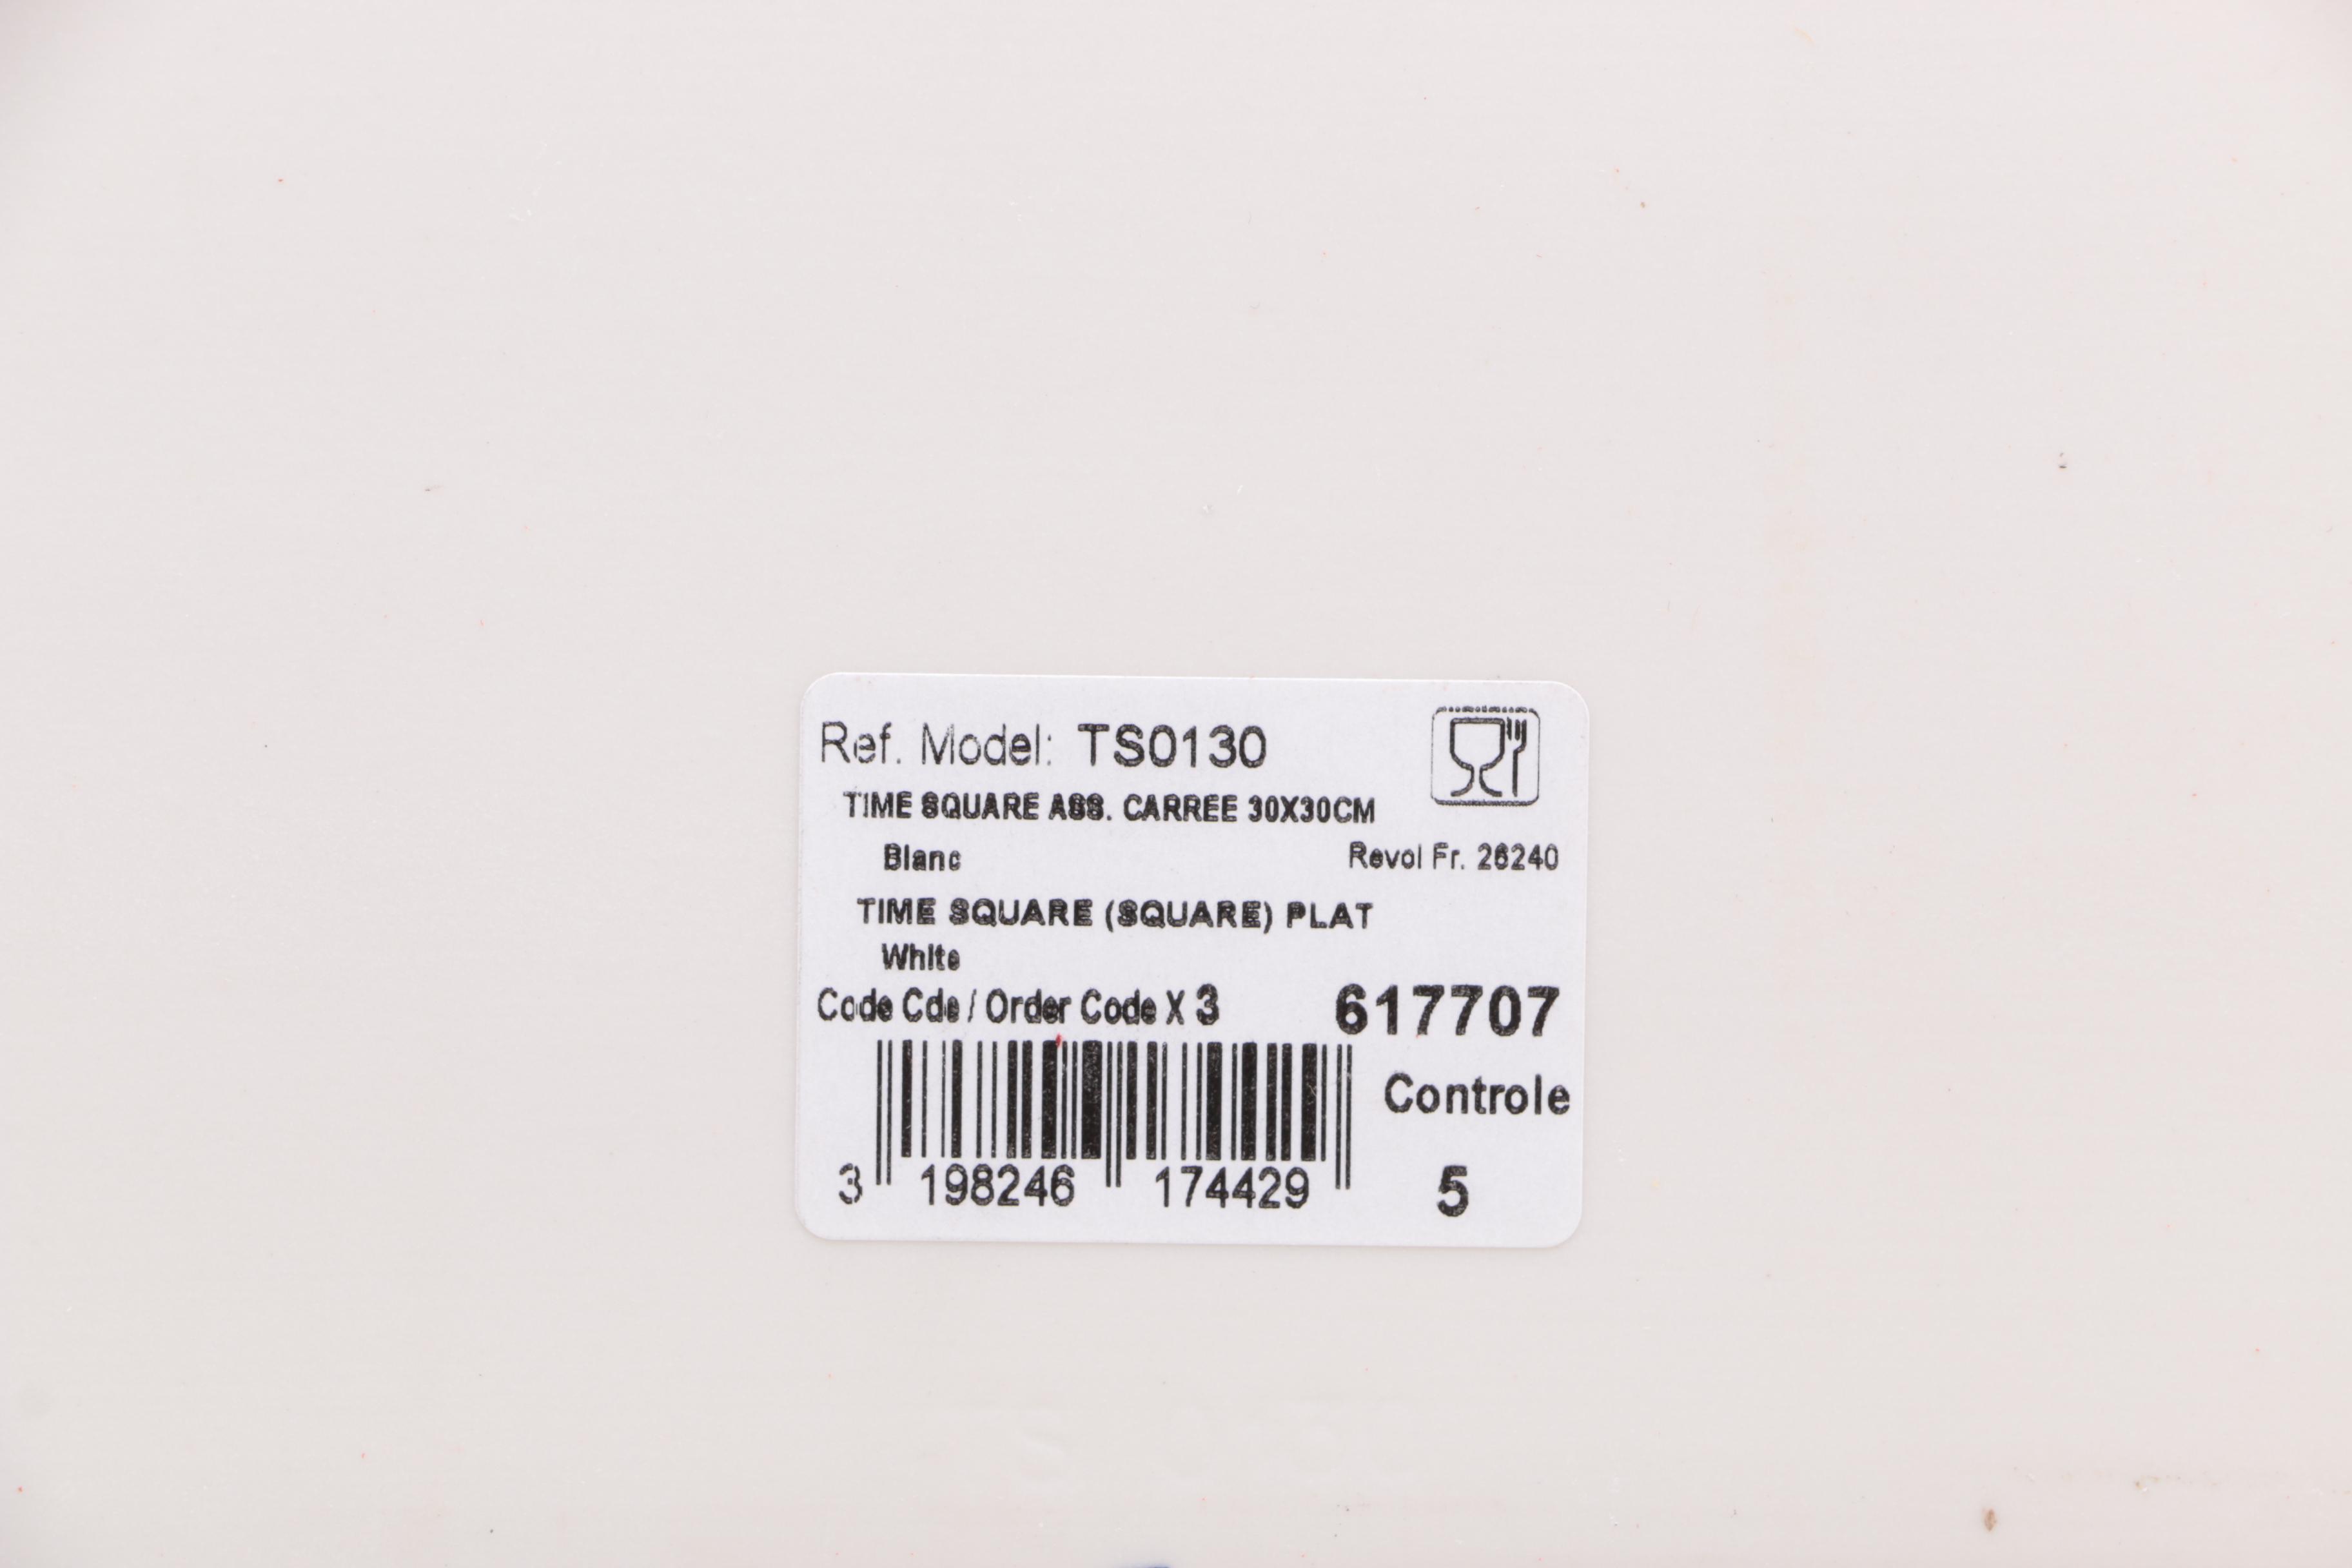 Ref. Model: TS0130
TIME SQUARE ASS. CARREE 30X30CM
Blanc
Revol Fr. 26240
TIME SQUARE (SQUARE) PLAT
White
Code Cde / Order Code X 3
617707
Controle
5
3 198246 174429